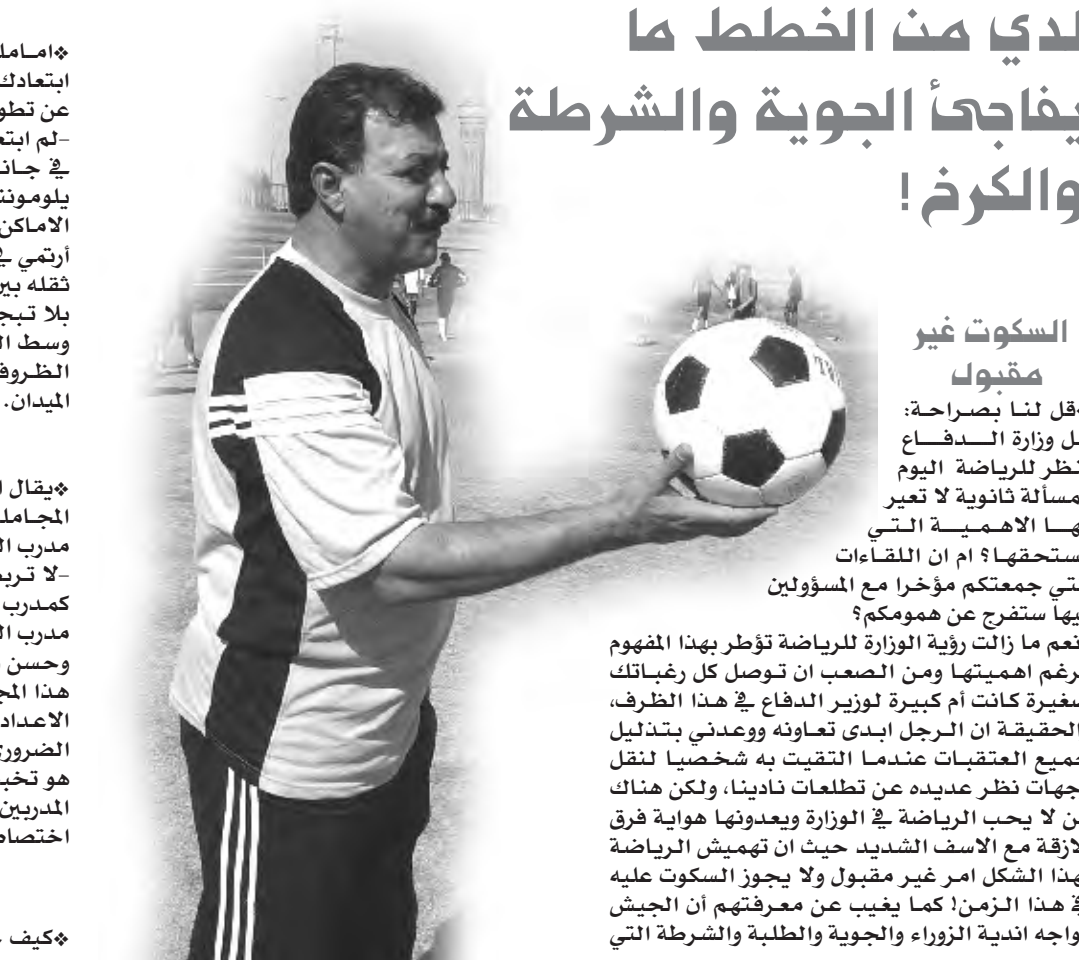 لدي من الخطط ما
يفاجئ الجوية والشرطة
والكرخ!
السكوت غير
مقبول
قل لنا بصراحة:
وزارة الدفاع
للرياضة اليوم
مسألة ثانوية لا تعير
الاهمية التي
ستحقها؟ ام ان اللقاءات
تي جمعتكم مؤخرا مع المسؤولين
يها ستفرج عن همومكم؟
نعم ما زالت رؤية الوزارة للرياضة تؤطر بهذا المفهوم
رغم اهميتها ومن الصعب ان توصل كل رغباتك
صغيرة كانت أم كبيرة لوزير الدفاع في هذا الظرف،
الحقيقة ان الرجل ابدى تعاونه ووعدني بتذليل
جميع العتقبات عندما التقيت به شخصيا لنقل
جهات نظر عديده عن تطلعات نادينا، ولكن هناك
ن لا يحب الرياضة في الوزارة ويعدونها هواية فرق
لازقة مع الاسف الشديد حيث ان تهميش الرياضة
هذا الشكل امر غير مقبول ولا يجوز السكوت عليه
في هذا الزمن! كما يغيب عن معرفتهم أن الجيش
واجه اندية الزوراء والجوية والطلبة والشرطة التي
❖امامك
ابتعادك
عن تطو
-لم ابتع
في جانـ
يلومونن
الاماكن
أرتمي في
ثقله بين
بلا تبج
وسط ال
الظروف
الميدان.
❖يقال ا
المجامل
مدرب ال
-لا تربـ
كمدرب
مدرب ال
وحسن
هذا المج
الاعداد
الضروري
هو تخب
المدربين
اختصاص
❖كيف